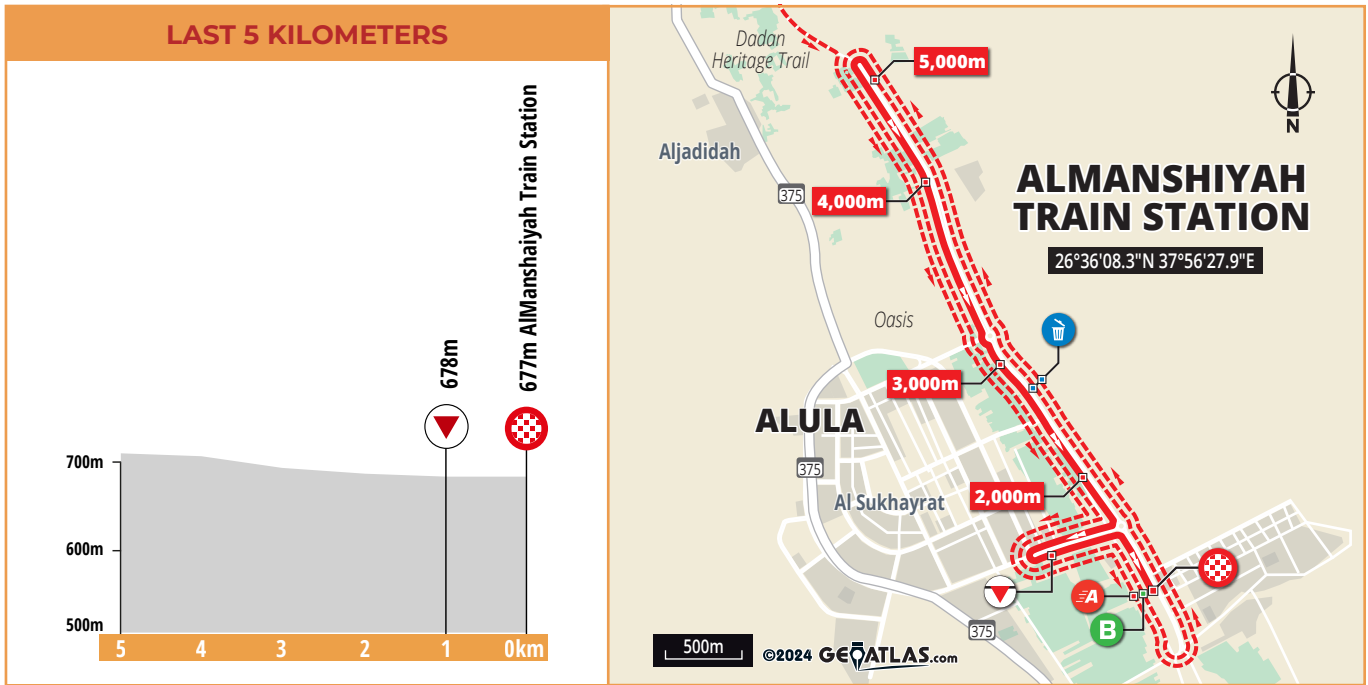 LAST 5 KILOMETERS
677m AlManshaiyah Train Station
678m
700m
600m
500m
5
4
3
2
1
0km
Dadan
Heritage Trail
5,000m
N
Aljadidah
375
4,000m
ALMANSHIYAH
TRAIN STATION
26°36'08.3"N 37°56'27.9"E
Oasis
3,000m
ALULA
375
Al Sukhayrat
2,000m
A
B
375
500m
©2024 GEOATLAS.com